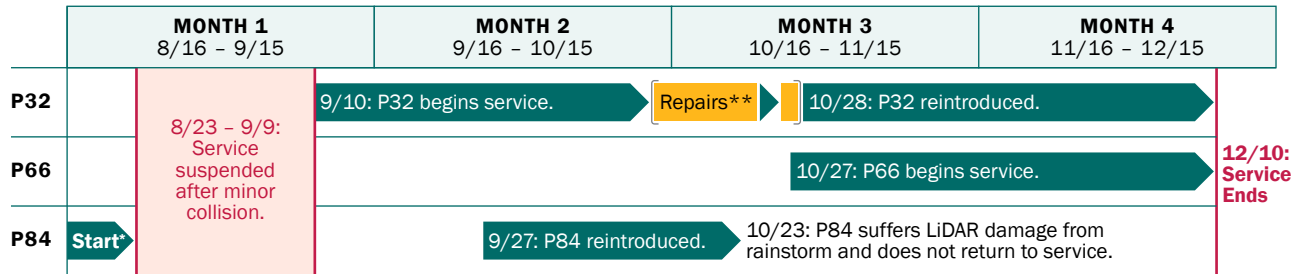 MONTH 1
8/16 – 9/15
MONTH 2
9/16 – 10/15
MONTH 3
10/16 – 11/15
MONTH 4
11/16 – 12/15
P32
9/10: P32 begins service.
Repairs**
10/28: P32 reintroduced.
8/23 – 9/9:
Service
suspended
after minor
collision.
P66
10/27: P66 begins service.
12/10:
Service
Ends
P84
Start*
9/27: P84 reintroduced.
10/23: P84 suffers LiDAR damage from
rainstorm and does not return to service.